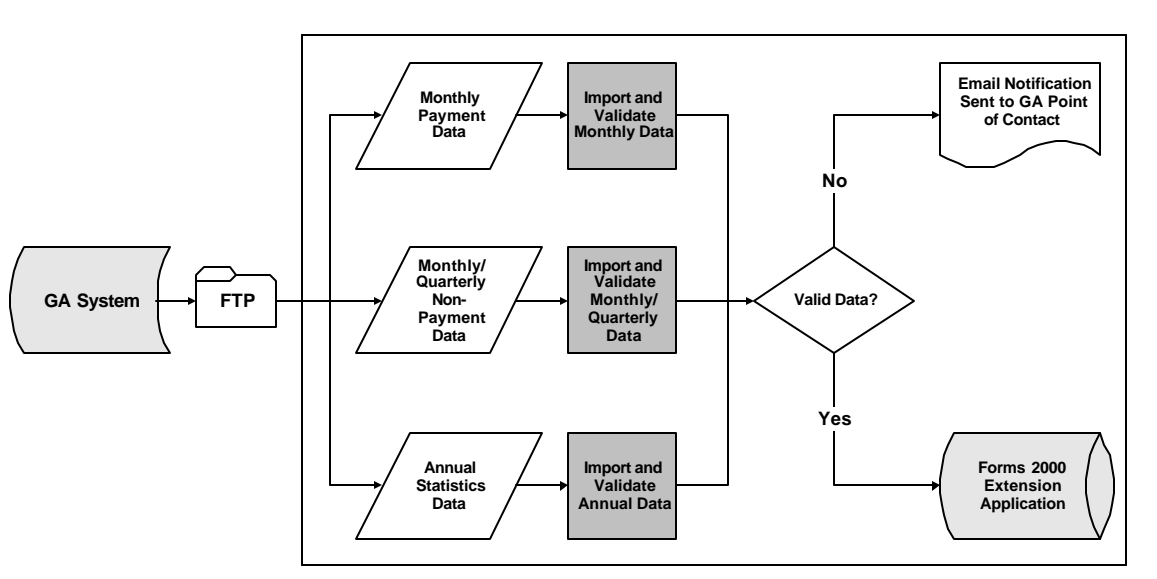 GA System
FTP
Monthly
Payment
Data
Import and
Validate
Monthly Data
Monthly/
Quarterly
Non-
Payment
Data
Import and
Validate
Monthly/
Quarterly
Data
Annual
Statistics
Data
Import and
Validate
Annual Data
Valid Data?
No
Email Notification
Sent to GA Point
of Contact
Yes
Forms 2000
Extension
Application